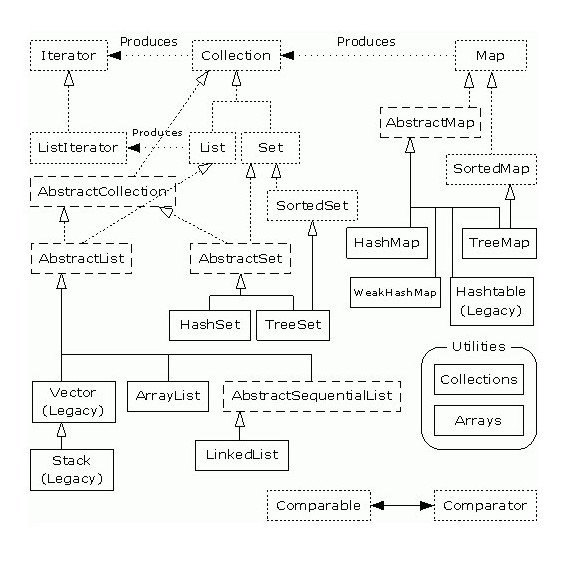 Produces
Produces
Iterator
Collection
Map
AbstractMap
Produces
ListIterator
List
Set
SortedMap
AbstractCollection
SortedSet
HashMap
TreeMap
AbstractList
AbstractSet
WeakHashMap
Hashtable
(Legacy)
HashSet
TreeSet
Utilities
Collections
Vector
(Legacy)
ArrayList
AbstractSequentialList
Arrays
LinkedList
Stack
(Legacy)
Comparable
Comparator